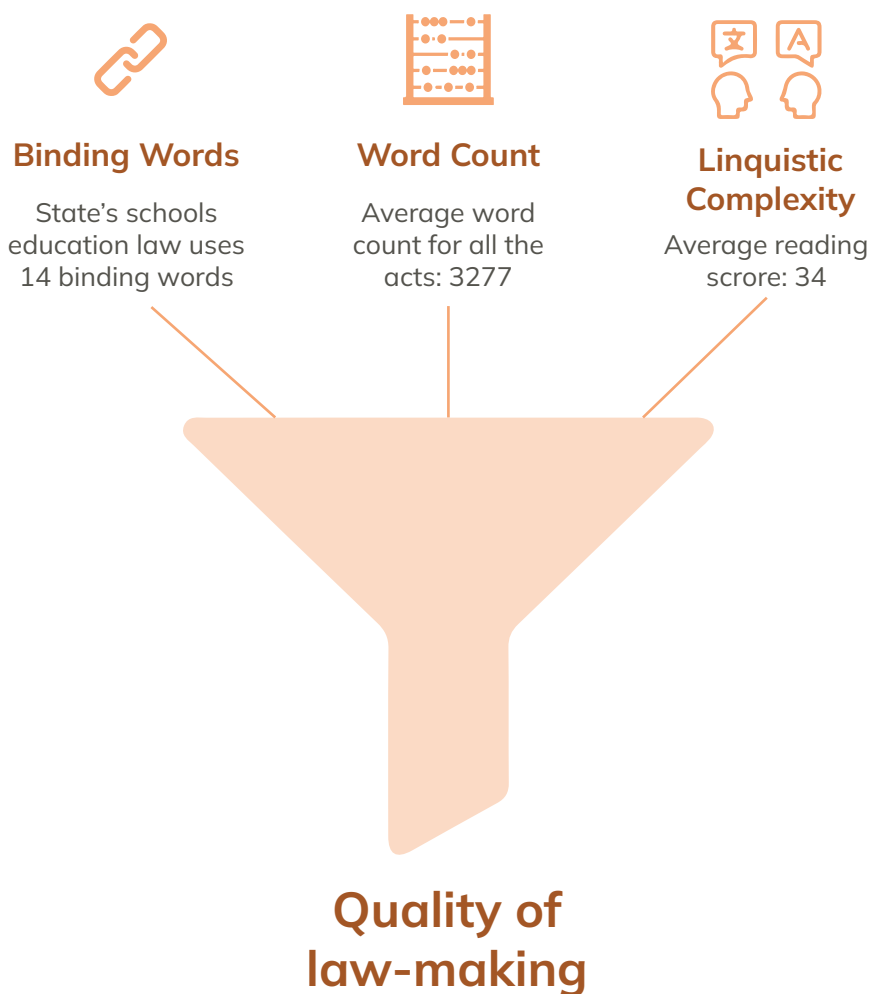 Binding Words
State’s schools
education law uses
14 binding words
Word Count
Average word
count for all the
acts: 3277
文 A
Linquistic
Complexity
Average reading
scrore: 34
Quality of
law-making